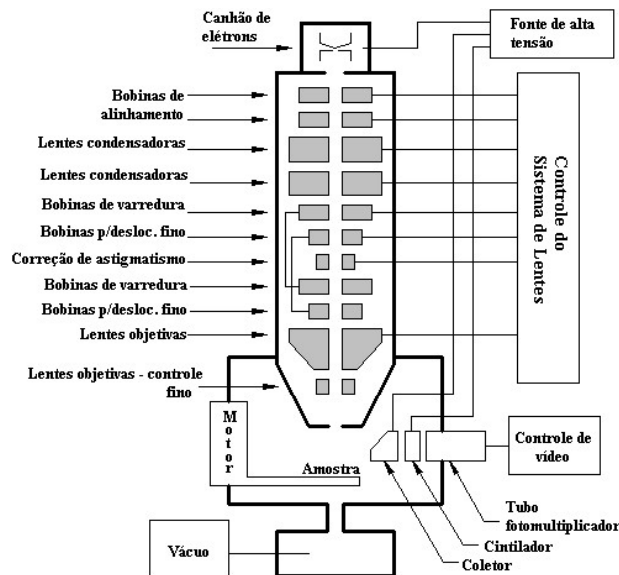 Canhão de
elétrons
Fonte de alta
tensão
Bobinas de
alinhamento
Lentes condensadoras
Lentes condensadoras
Bobinas de varredura
Bobinas p/desloc. fino
Correção de astigmatismo
Bobinas de varredura
Bobinas p/desloc. fino
Lentes objetivas
Controle do
Sistema de Lentes
Lentes objetivas - controle
fino
Motor
Amostra
Controle de
vídeo
Tubo
fotomultiplicador
Cintilador
Coletor
Vácuo